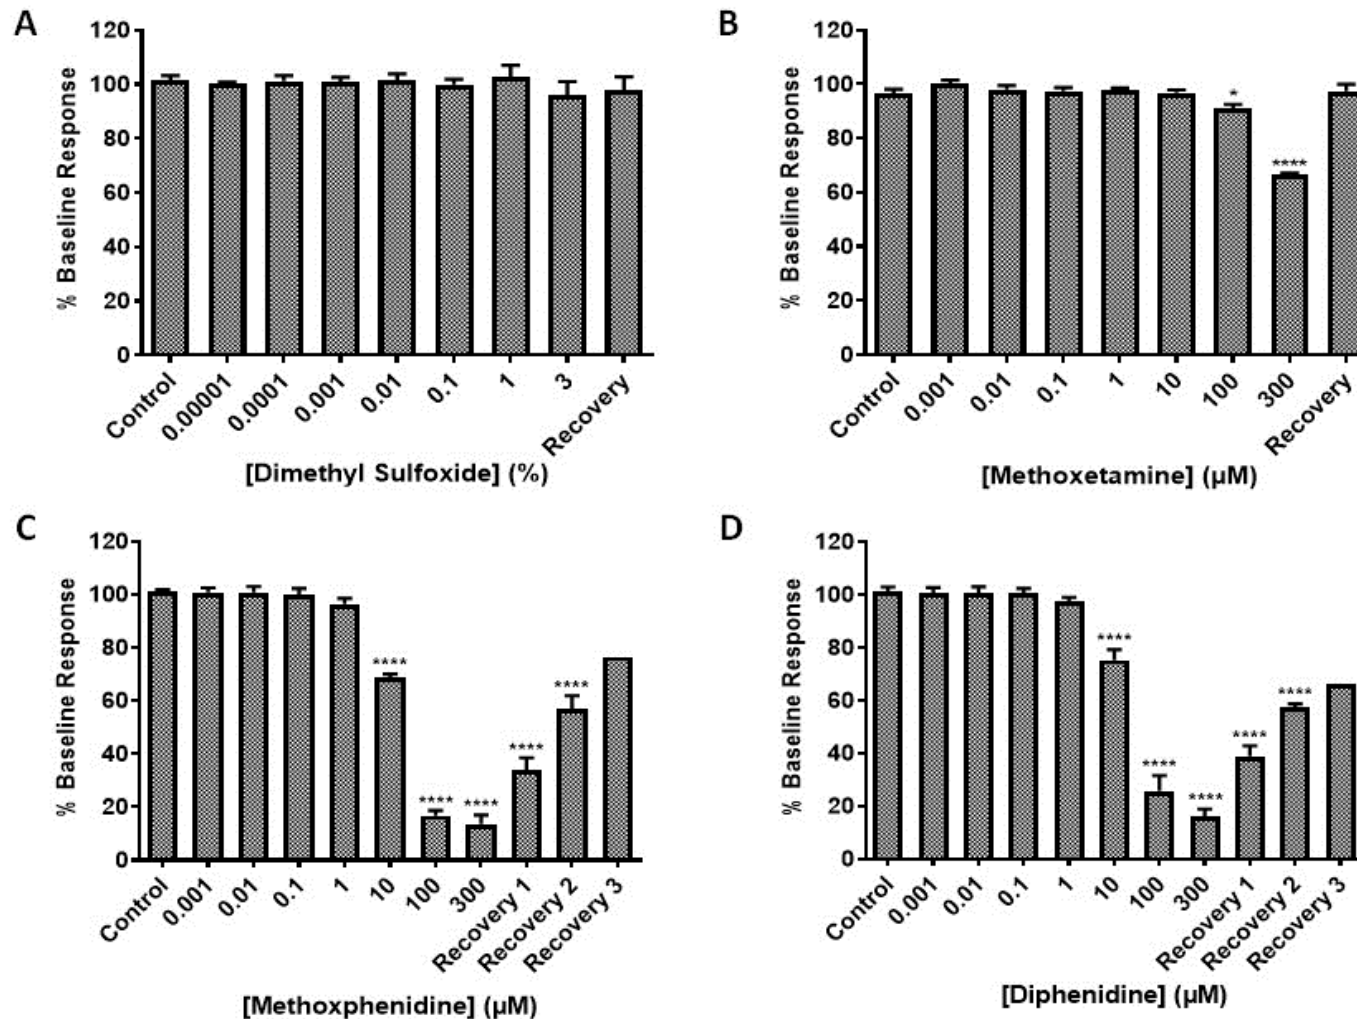 A
% Baseline Response
120
100
80
60
40
20
0
Control
0.00001
0.0001
0.001
0.01
0.1
1
3
Recovery
[Dimethyl Sulfoxide] (%)
B
% Baseline Response
120
100
80
60
40
20
0
*
****
Control
0.001
0.01
0.1
1
10
100
300
Recovery
[Methoxetamine] (µM)
C
% Baseline Response
120
100
80
60
40
20
0
****
****
****
****
****
Control
0.001
0.01
0.1
1
10
100
300
Recovery 1
Recovery 2
Recovery 3
[Methoxphenidine] (µM)
D
% Baseline Response
120
100
80
60
40
20
0
****
****
****
****
****
Control
0.001
0.01
0.1
1
10
100
300
Recovery 1
Recovery 2
Recovery 3
[Diphenidine] (µM)